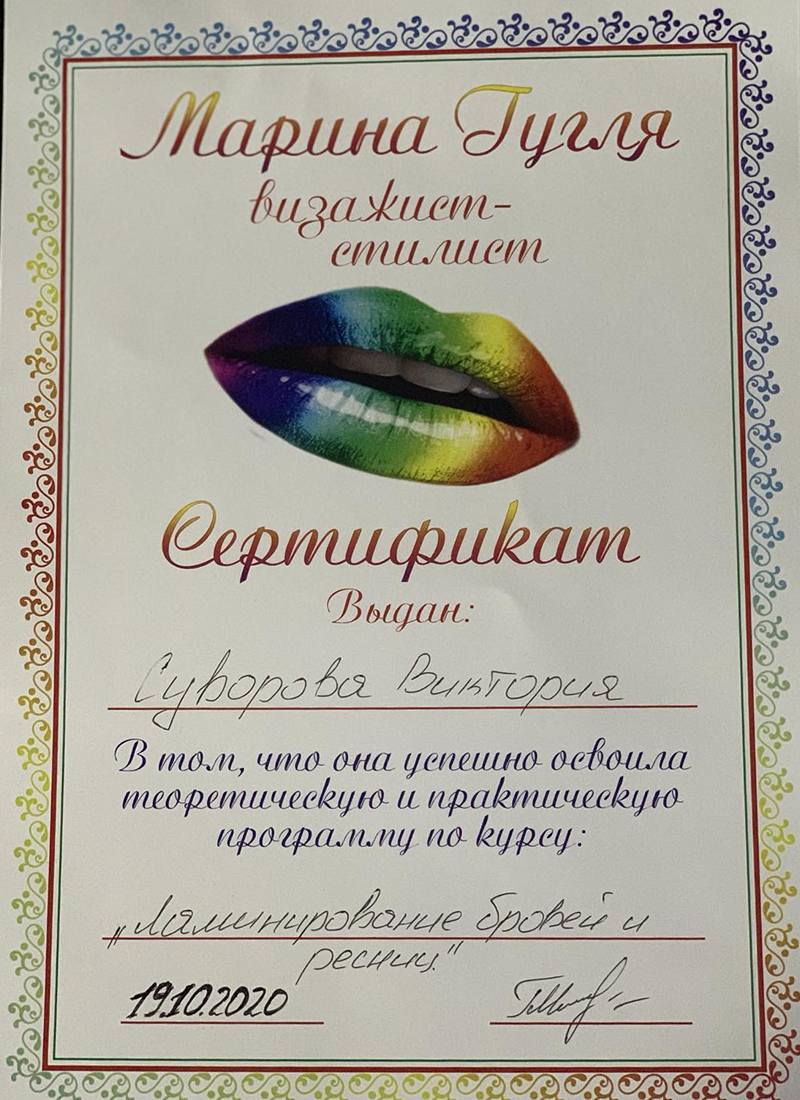 Марина Гугля
визажист-
стилист
Сертификат
Выдан:
Суворова Виктория
В том, что она успешно освоила
теоретическую и практическую
программу по курсу:
„Ламинирование бровей и
ресниц"
19.10.2020